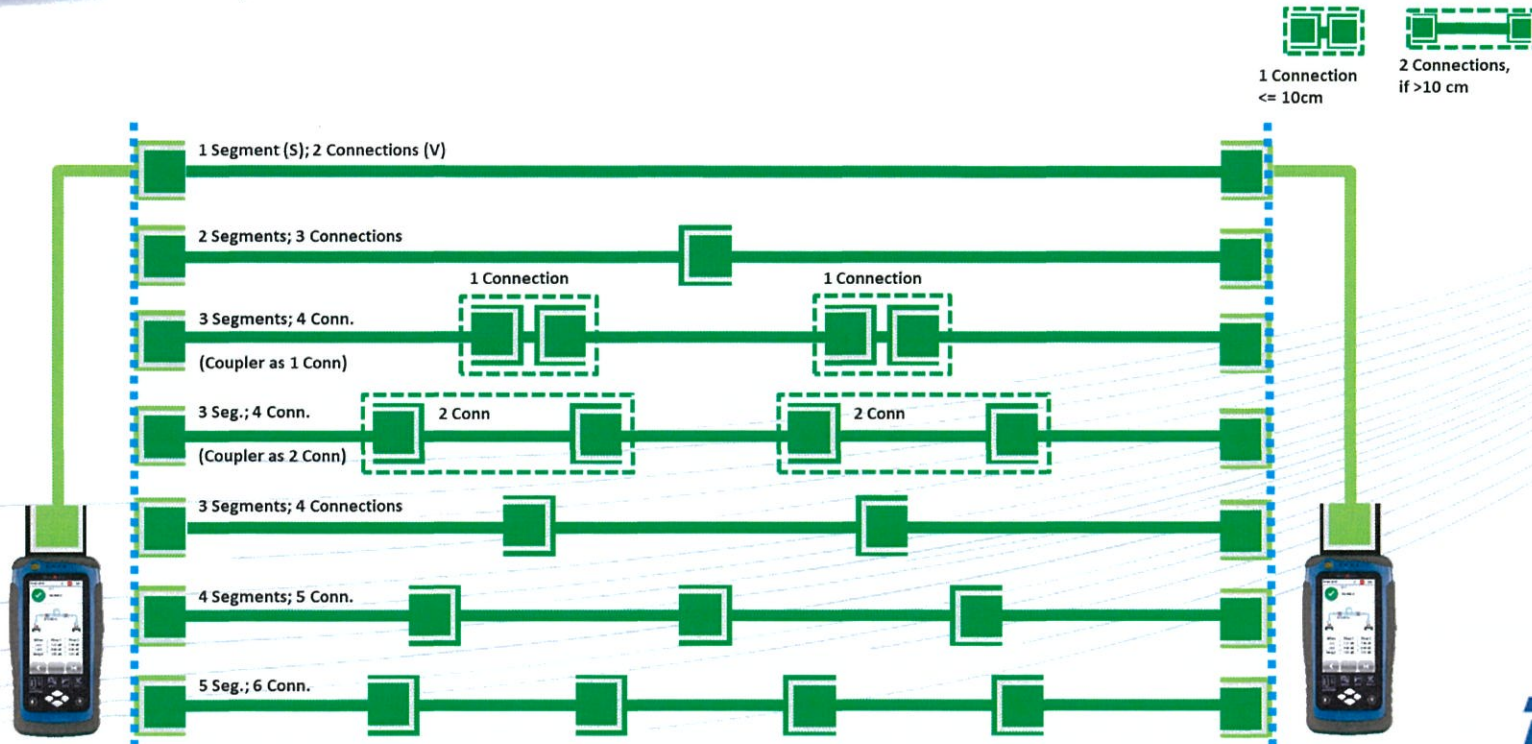 1 Connection
<= 10cm
2 Connections,
if >10 cm
1 Segment (S); 2 Connections (V)
2 Segments; 3 Connections
1 Connection
1 Connection
3 Segments; 4 Conn.
(Coupler as 1 Conn)
3 Seg.; 4 Conn.
2 Conn
2 Conn
(Coupler as 2 Conn)
3 Segments; 4 Connections
4 Segments; 5 Conn.
5 Seg.; 6 Conn.